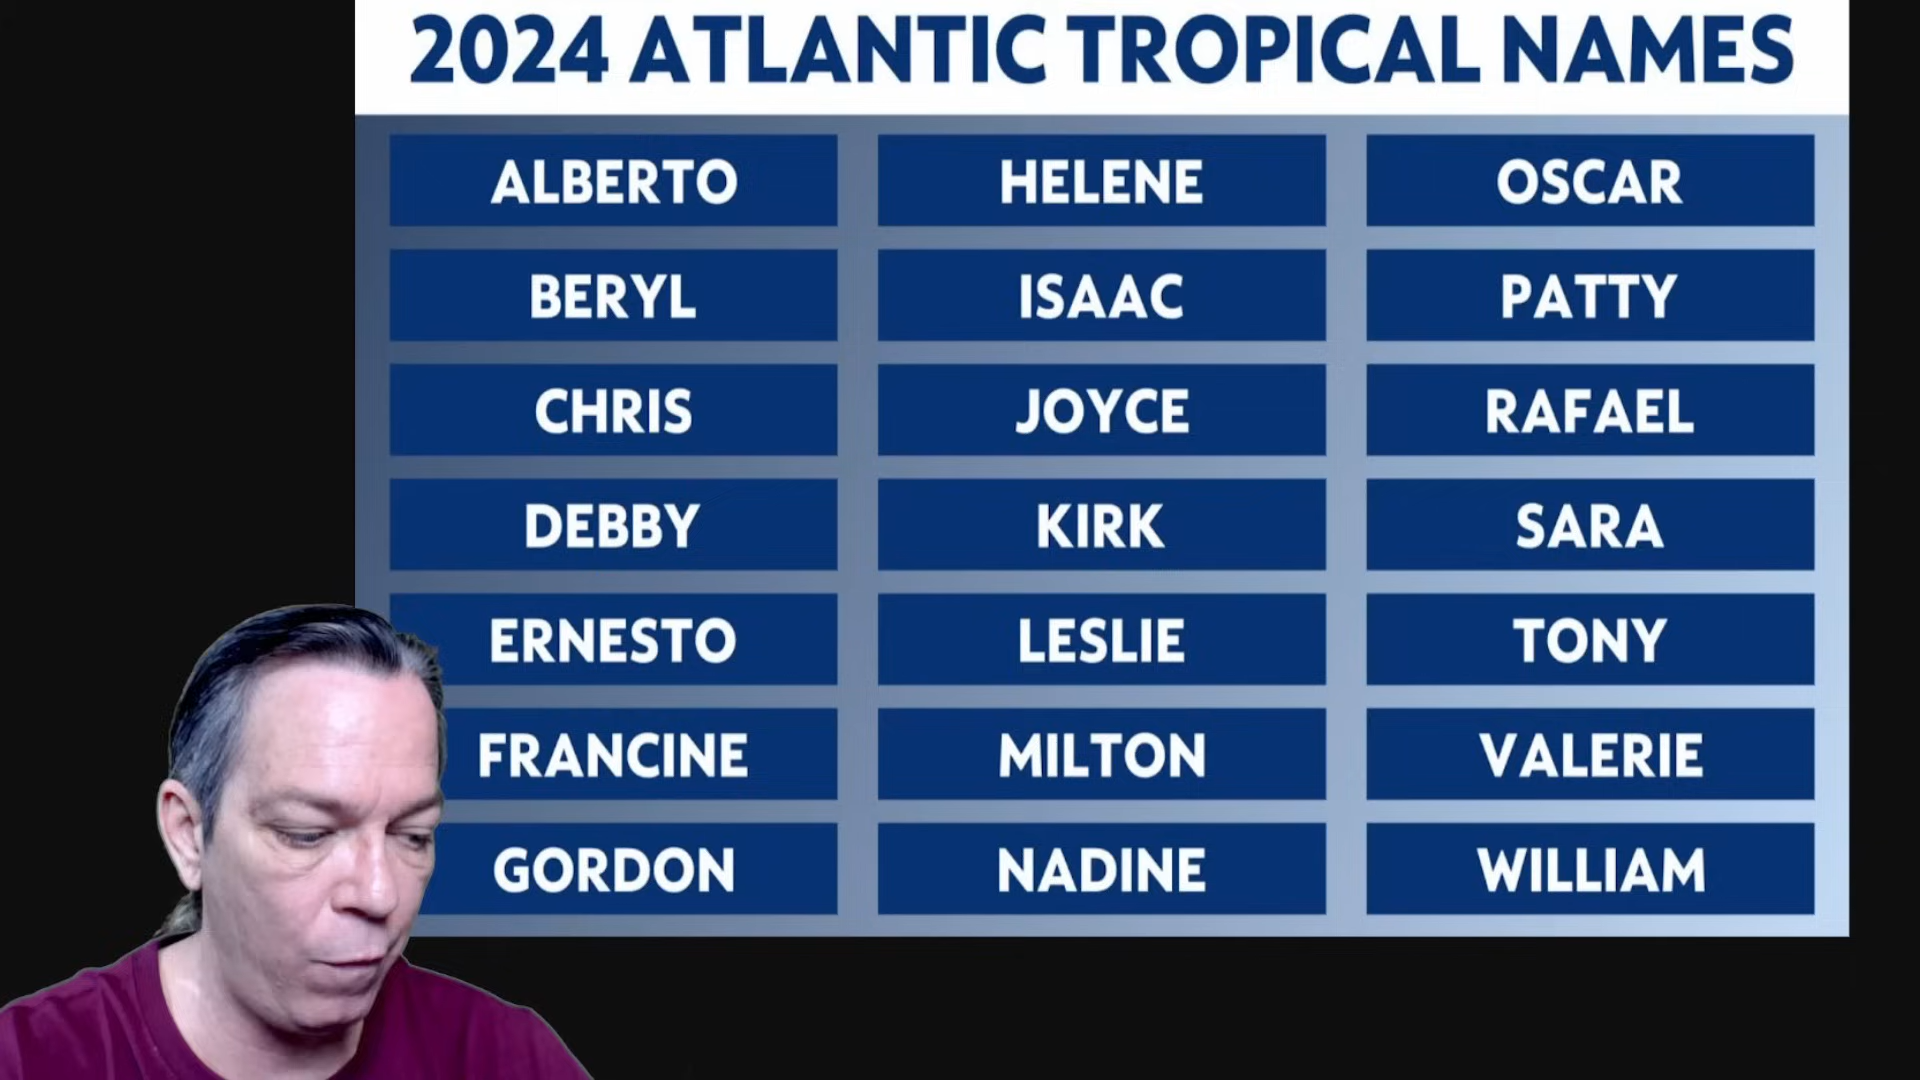 2024 ATLANTIC TROPICAL NAMES
ALBERTO
HELENE
OSCAR
BERYL
ISAAC
PATTY
CHRIS
JOYCE
RAFAEL
DEBBY
KIRK
SARA
ERNESTO
LESLIE
TONY
FRANCINE
MILTON
VALERIE
GORDON
NADINE
WILLIAM